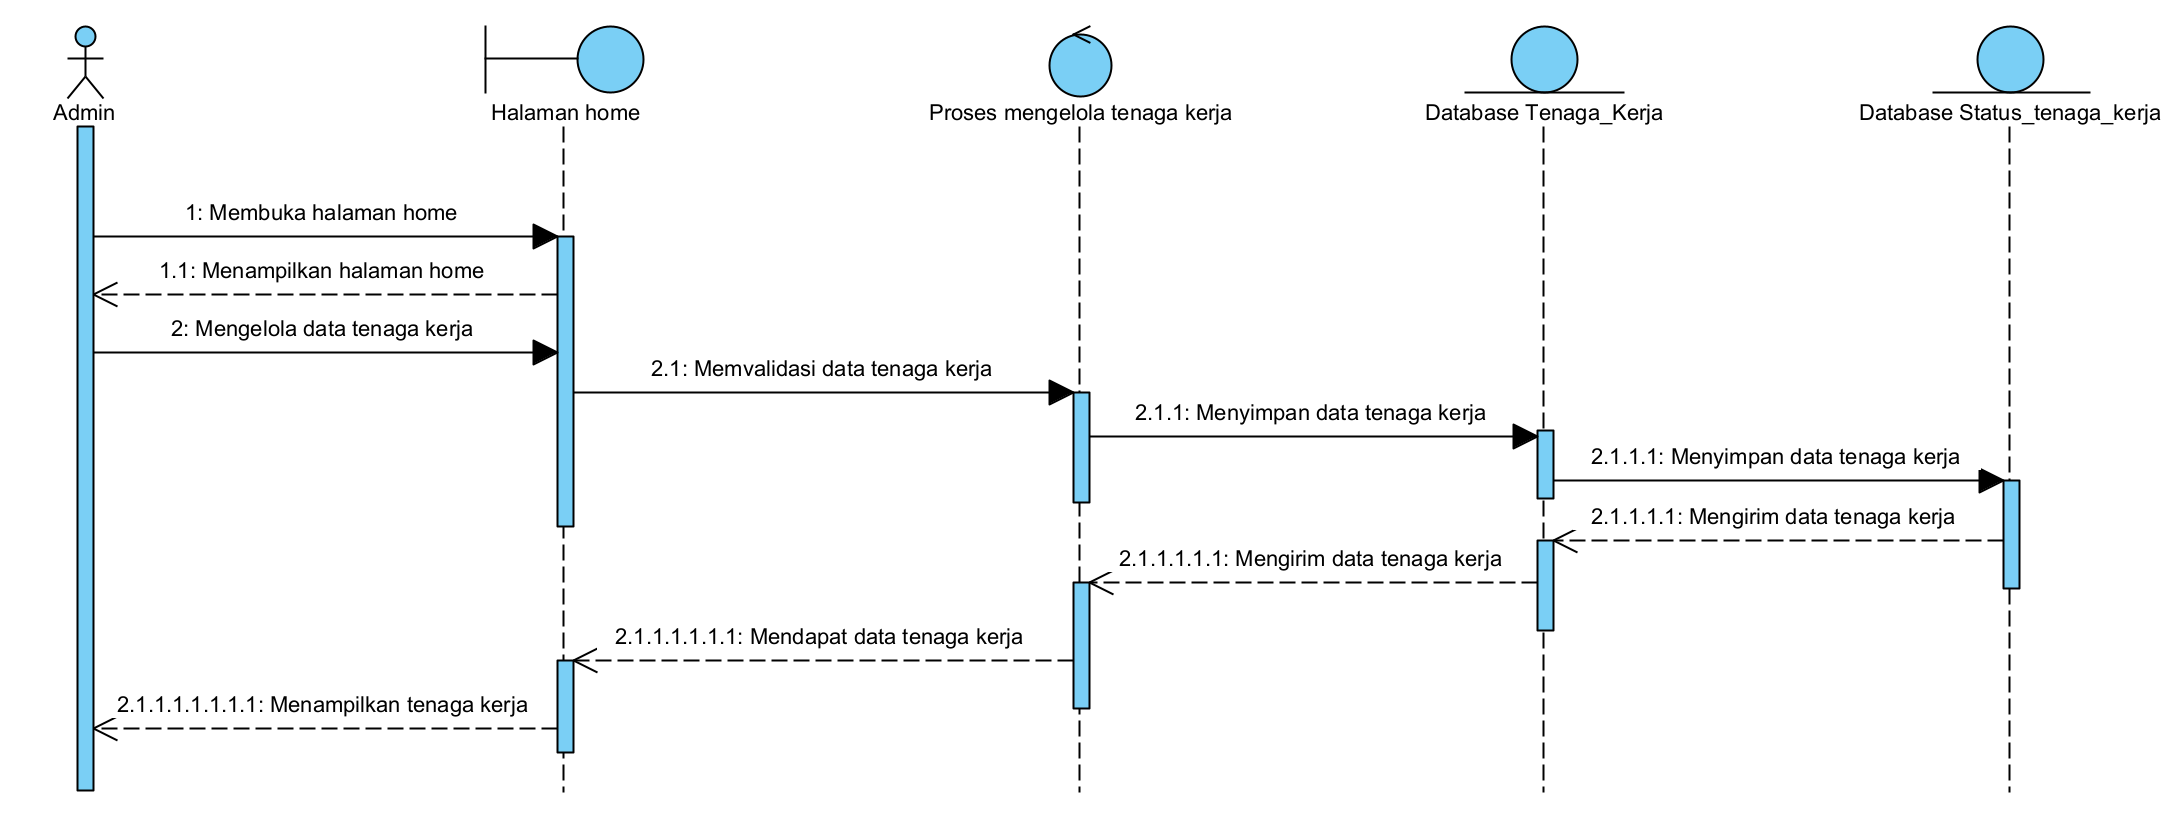 Admin
Halaman home
Proses mengelola tenaga kerja
Database Tenaga_Kerja
Database Status_tenaga_kerja
1: Membuka halaman home
1.1: Menampilkan halaman home
2: Mengelola data tenaga kerja
2.1: Memvalidasi data tenaga kerja
2.1.1: Menyimpan data tenaga kerja
2.1.1.1: Menyimpan data tenaga kerja
2.1.1.1.1: Mengirim data tenaga kerja
2.1.1.1.1.1: Mengirim data tenaga kerja
2.1.1.1.1.1.1: Mendapat data tenaga kerja
2.1.1.1.1.1.1.1: Menampilkan tenaga kerja